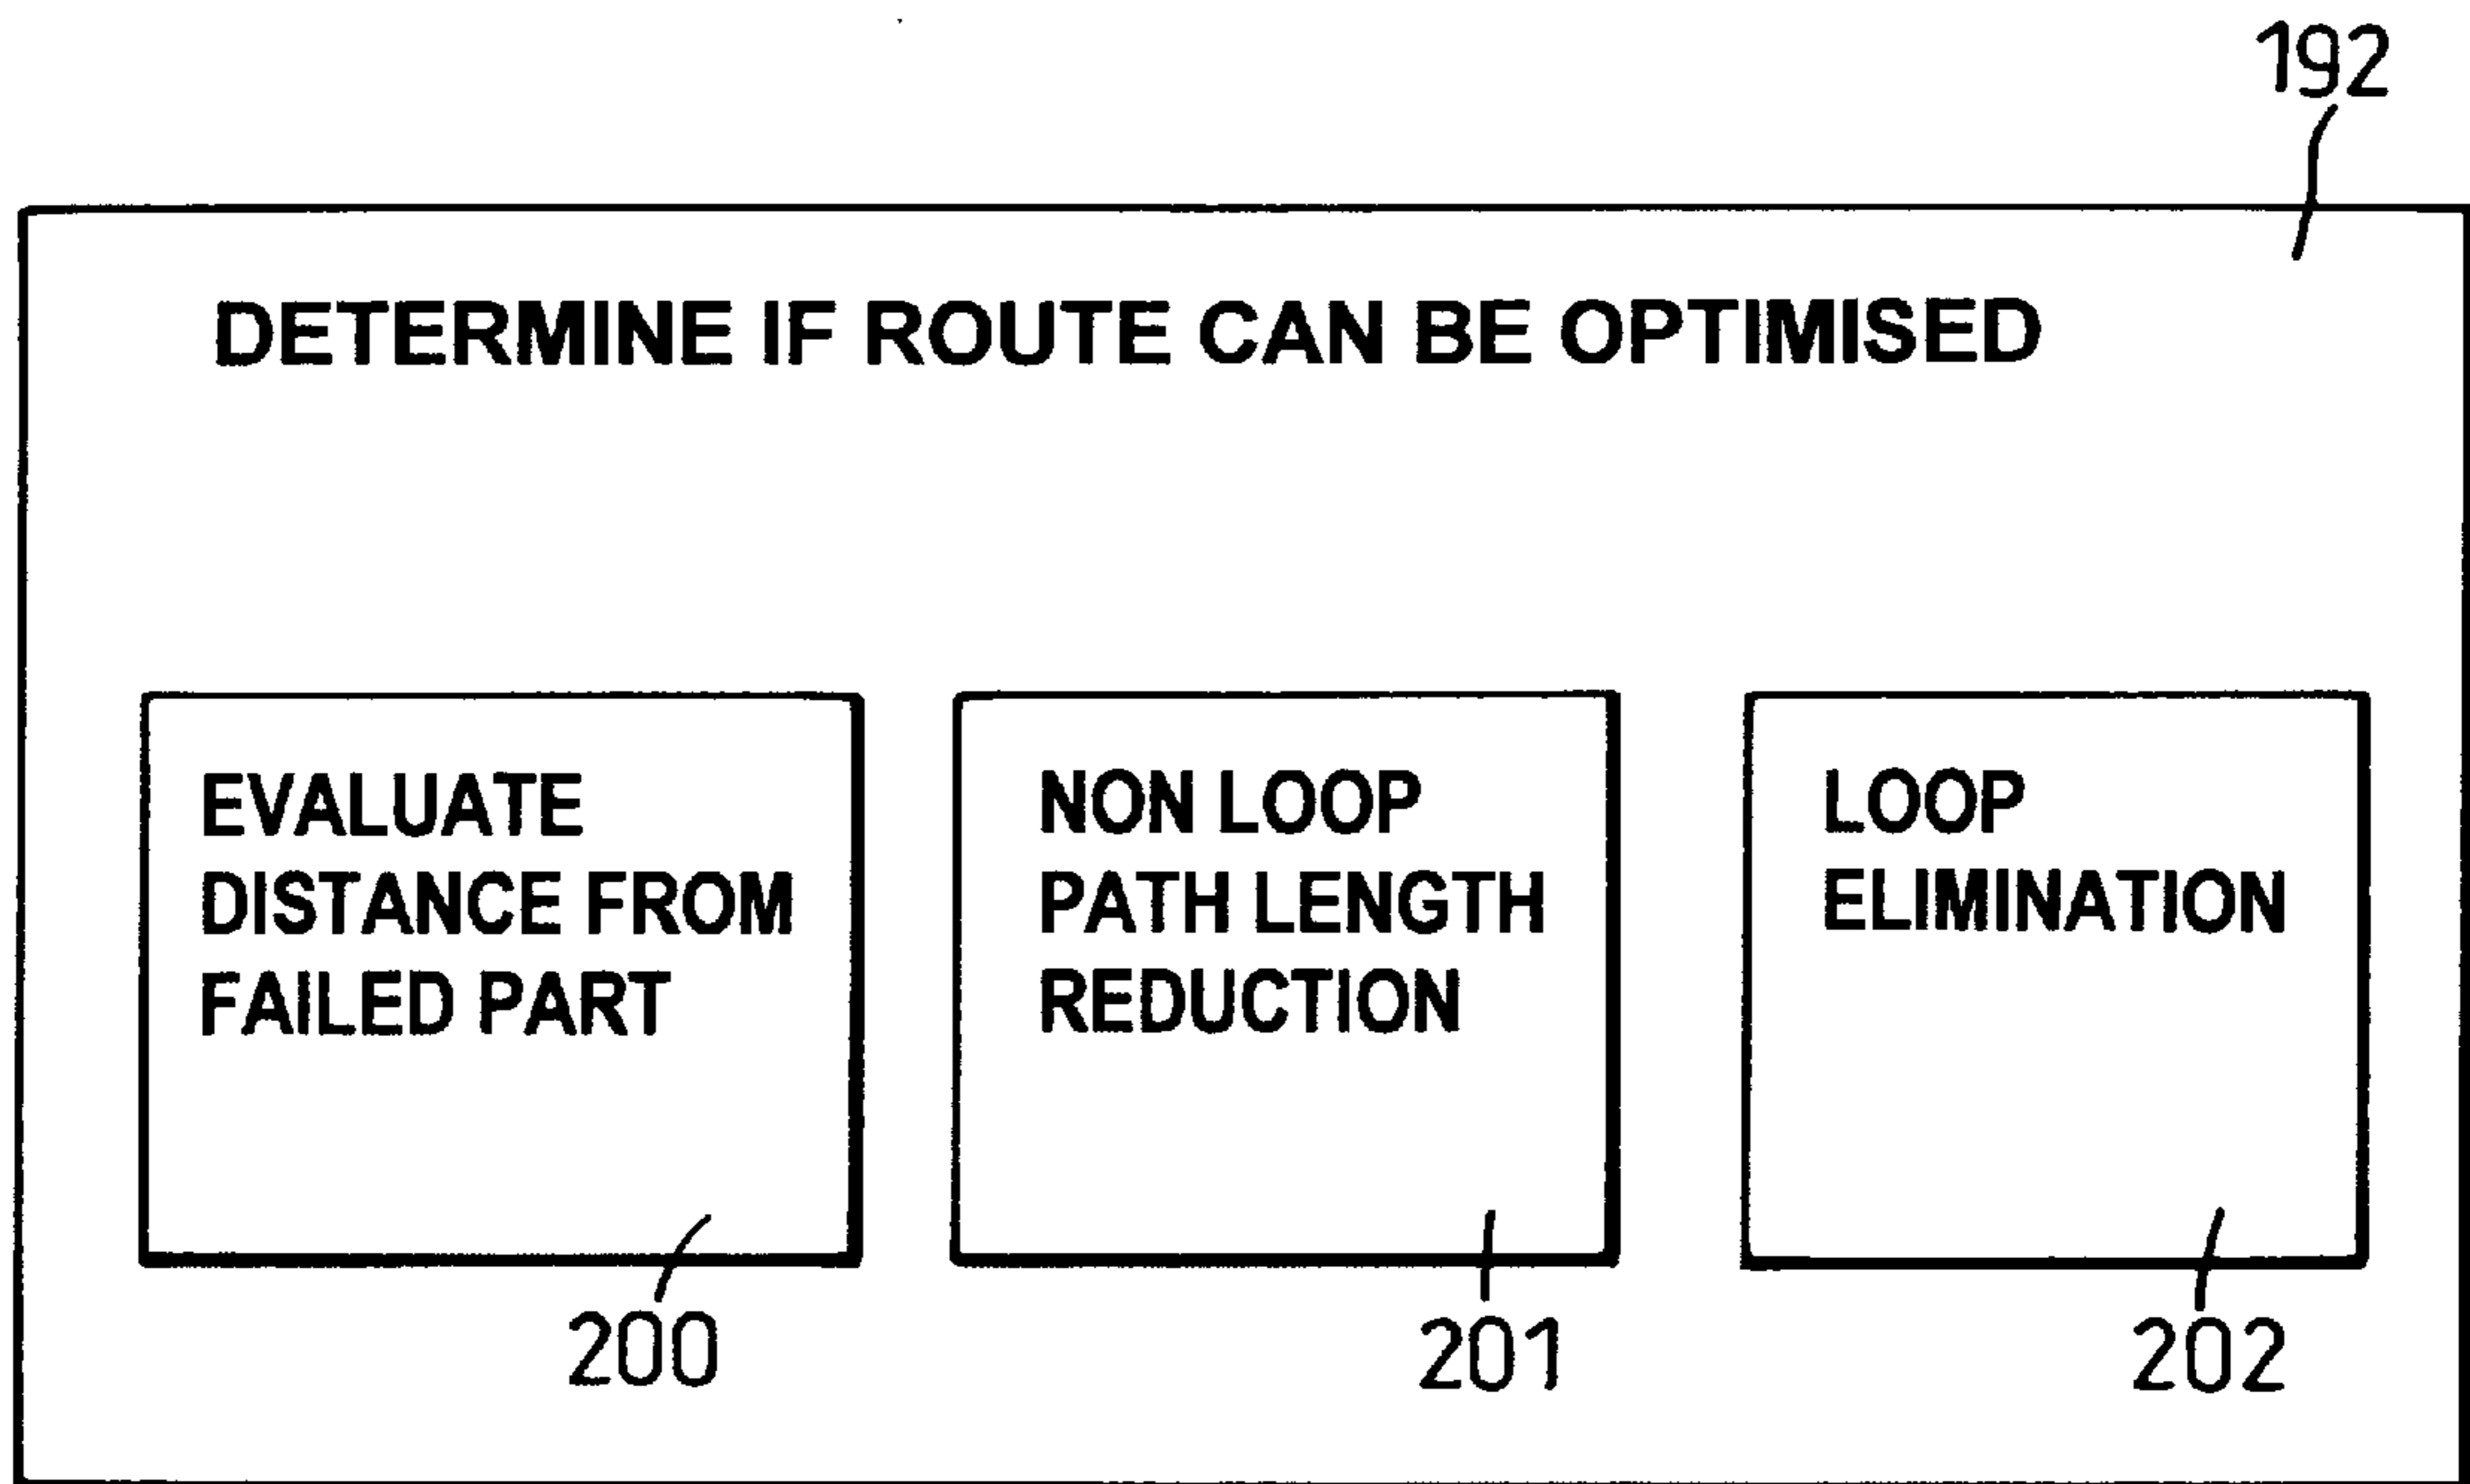 192
DETERMINE IF ROUTE CAN BE OPTIMISED
EVALUATE
DISTANCE FROM
FAILED PART
200
NON LOOP
PATH LENGTH
REDUCTION
201
LOOP
ELIMINATION
202